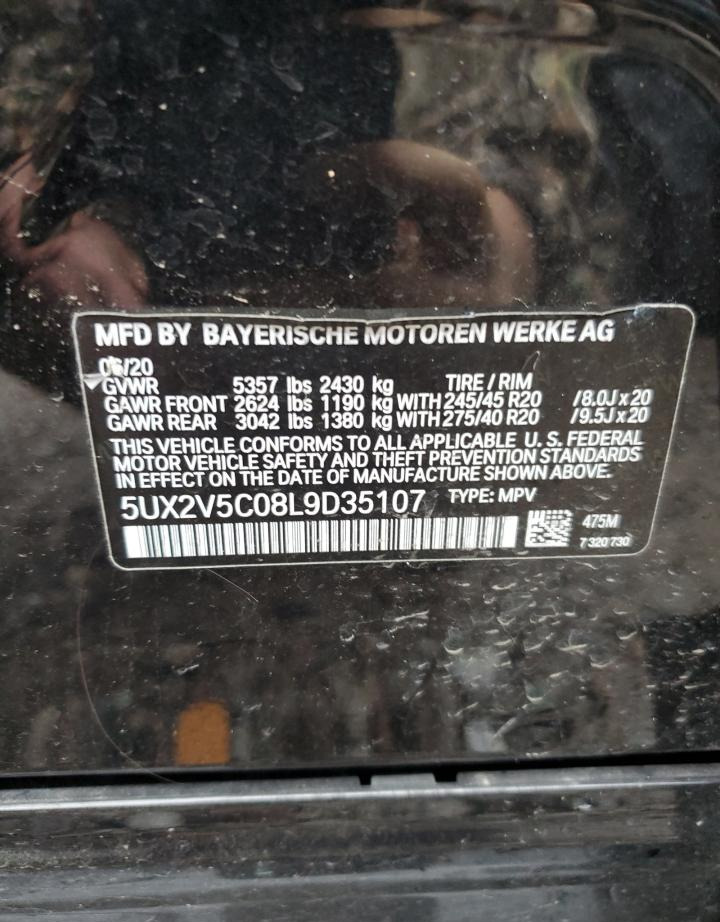 MFD BY BAYERISCHE MOTOREN WERKE AG
06/20
GVWR 5357 lbs 2430 kg TIRE / RIM
GAWR FRONT 2624 lbs 1190 kg WITH 245/45 R20 /8.0J x 20
GAWR REAR 3042 lbs 1380 kg WITH 275/40 R20 /9.5J x 20
THIS VEHICLE CONFORMS TO ALL APPLICABLE U. S. FEDERAL
MOTOR VEHICLE SAFETY AND THEFT PREVENTION STANDARDS
IN EFFECT ON THE DATE OF MANUFACTURE SHOWN ABOVE.
5UX2V5C08L9D35107 TYPE: MPV
475M
7 320 730